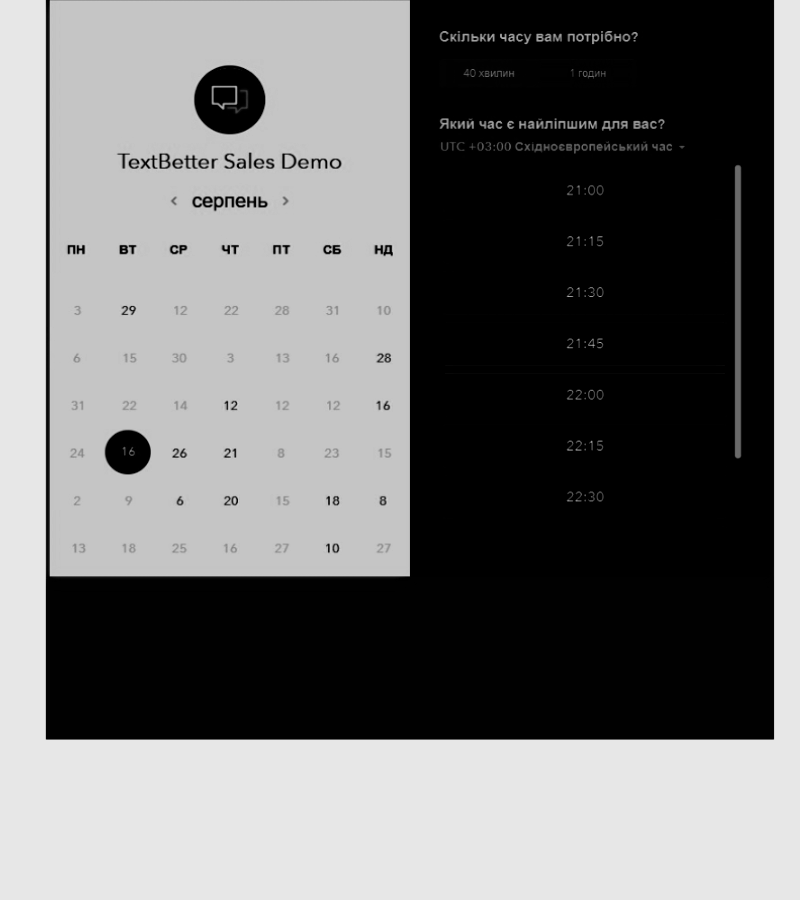 TextBetter Sales Demo
‹ серпень ›
ПН ВТ СР ЧТ ПТ СБ НД
3 29 12 22 28 31 10
6 15 30 3 13 16 28
31 22 14 12 12 12 16
24 16 26 21 8 23 15
2 9 6 20 15 18 8
13 18 25 16 27 10 27
Скільки часу вам потрібно?
40 хвилин 1 годин
Який час є найліпшим для вас?
UTC +03:00 Східноєвропейський час
21:00
21:15
21:30
21:45
22:00
22:15
22:30